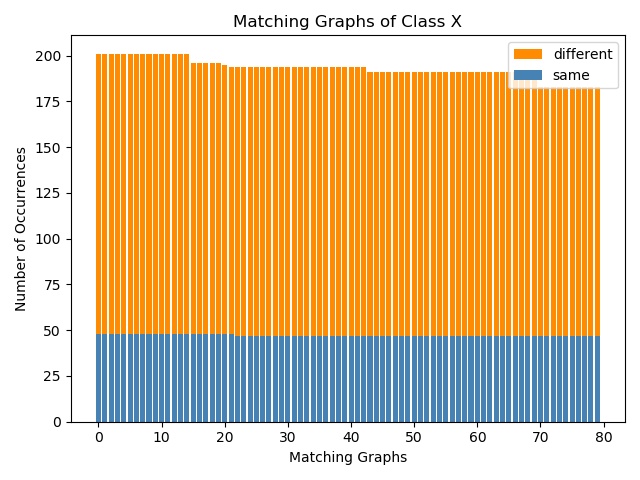 Matching Graphs of Class X
different
same
Number of Occurrences
200
175
150
125
100
75
50
25
0
0 10 20 30 40 50 60 70 80
Matching Graphs